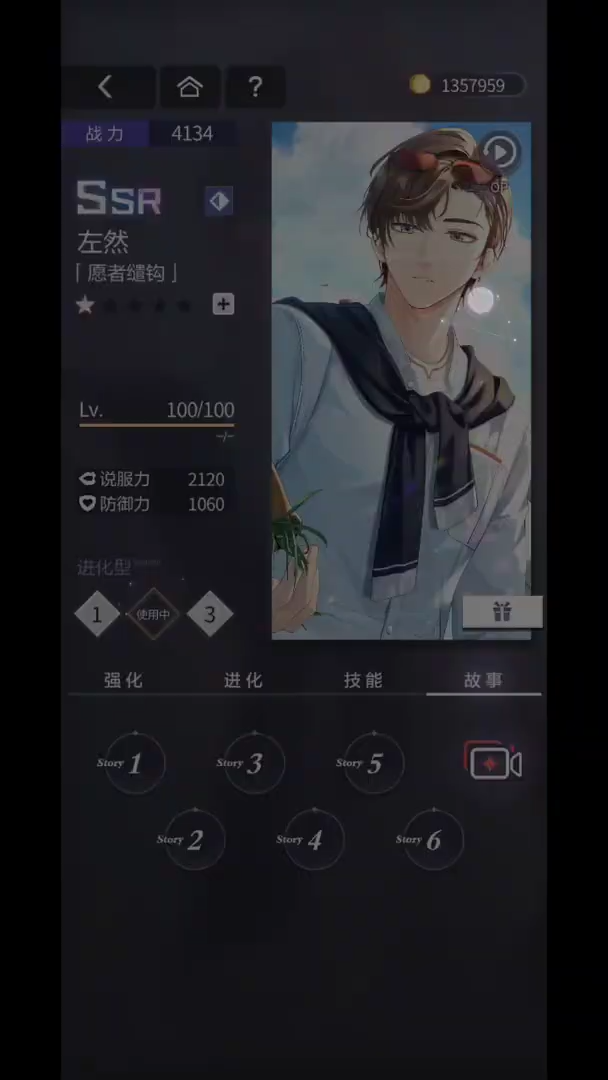 ?
1357959
战力 4134
SSR
OP
左然
「愿者缱钩」
Lv. 100/100
说服力 2120
防御力 1060
进化型
1 使用中 3
强化 进化 技能 故事
Story 1 Story 3 Story 5
Story 2 Story 4 Story 6